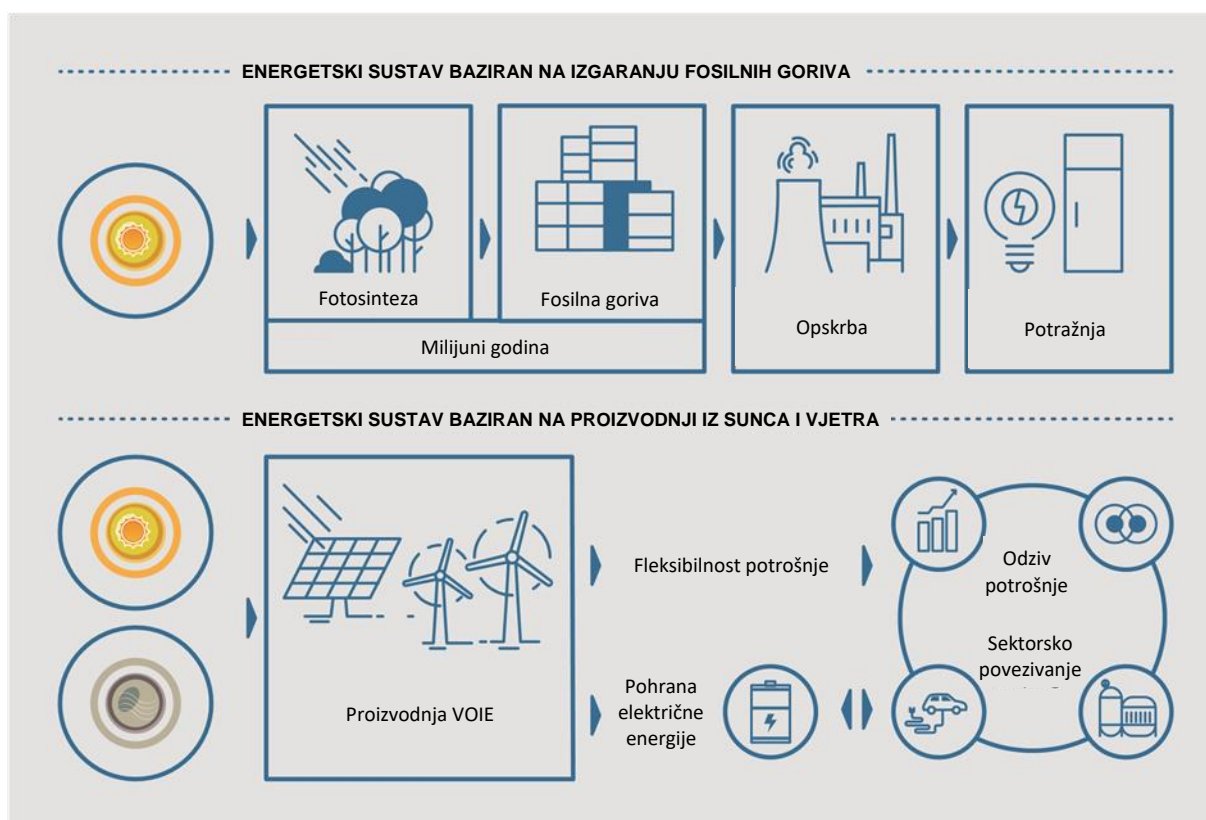 ENERGETSKI SUSTAV BAZIRAN NA IZGARANJU FOSILNIH GORIVA
Fotosinteza
Fosilna goriva
Milijuni godina
Opskrba
Potražnja
ENERGETSKI SUSTAV BAZIRAN NA PROIZVODNJI IZ SUNCA I VJETRA
Proizvodnja VOIE
Fleksibilnost potrošnje
Pohrana
električne
energije
Odziv
potrošnje
Sektorsko
povezivanje